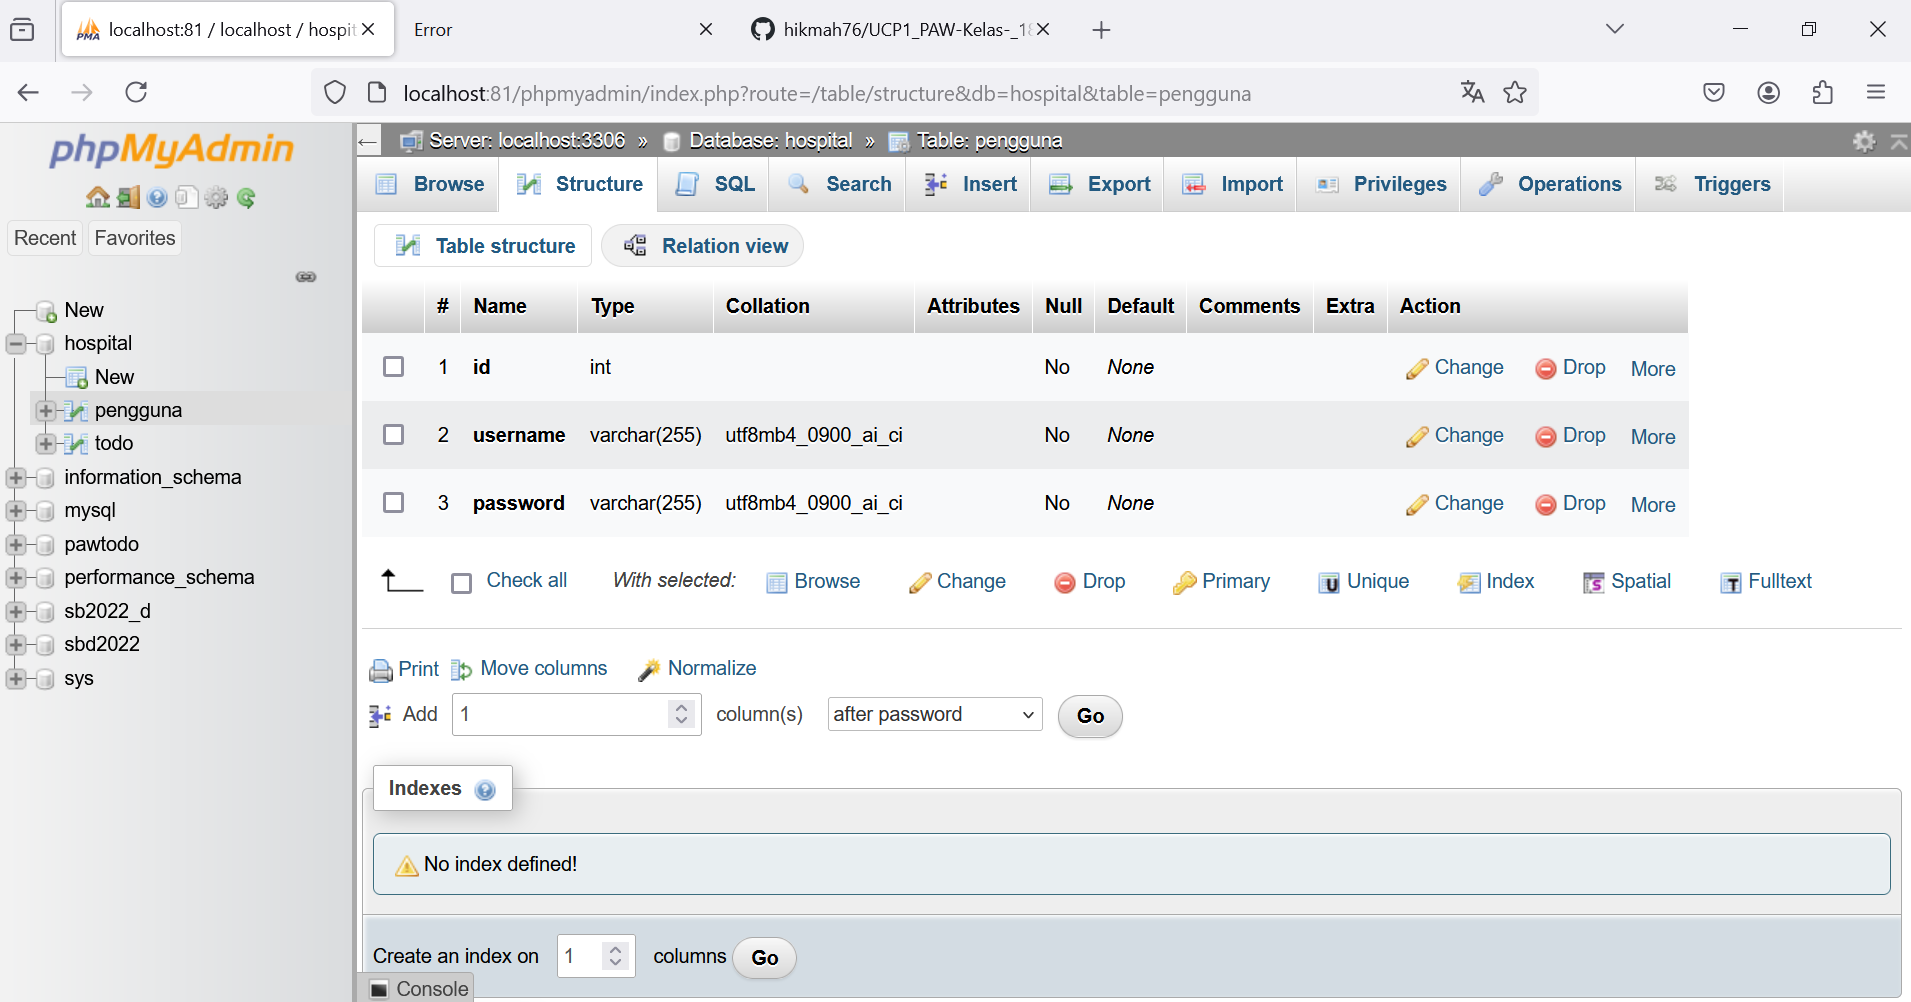 localhost:81 / localhost / hospit
Error
hikmah76/UCP1_PAW-Kelas-_18
localhost:81/phpmyadmin/index.php?route=/table/structure&db=hospital&table=pengguna
phpMyAdmin
Server: localhost:3306 » Database: hospital » Table: pengguna
Browse Structure SQL Search Insert Export Import Privileges Operations Triggers
Recent Favorites
Table structure Relation view
New
hospital
New
pengguna
todo
information_schema
mysql
pawtodo
performance_schema
sb2022_d
sbd2022
sys
# Name Type Collation Attributes Null Default Comments Extra Action
1 id int No None Change Drop More
2 username varchar(255) utf8mb4_0900_ai_ci No None Change Drop More
3 password varchar(255) utf8mb4_0900_ai_ci No None Change Drop More
Check all With selected: Browse Change Drop Primary Unique Index Spatial Fulltext
Print Move columns Normalize
Add 1 column(s) after password Go
Indexes
No index defined!
Create an index on 1 columns Go
Console